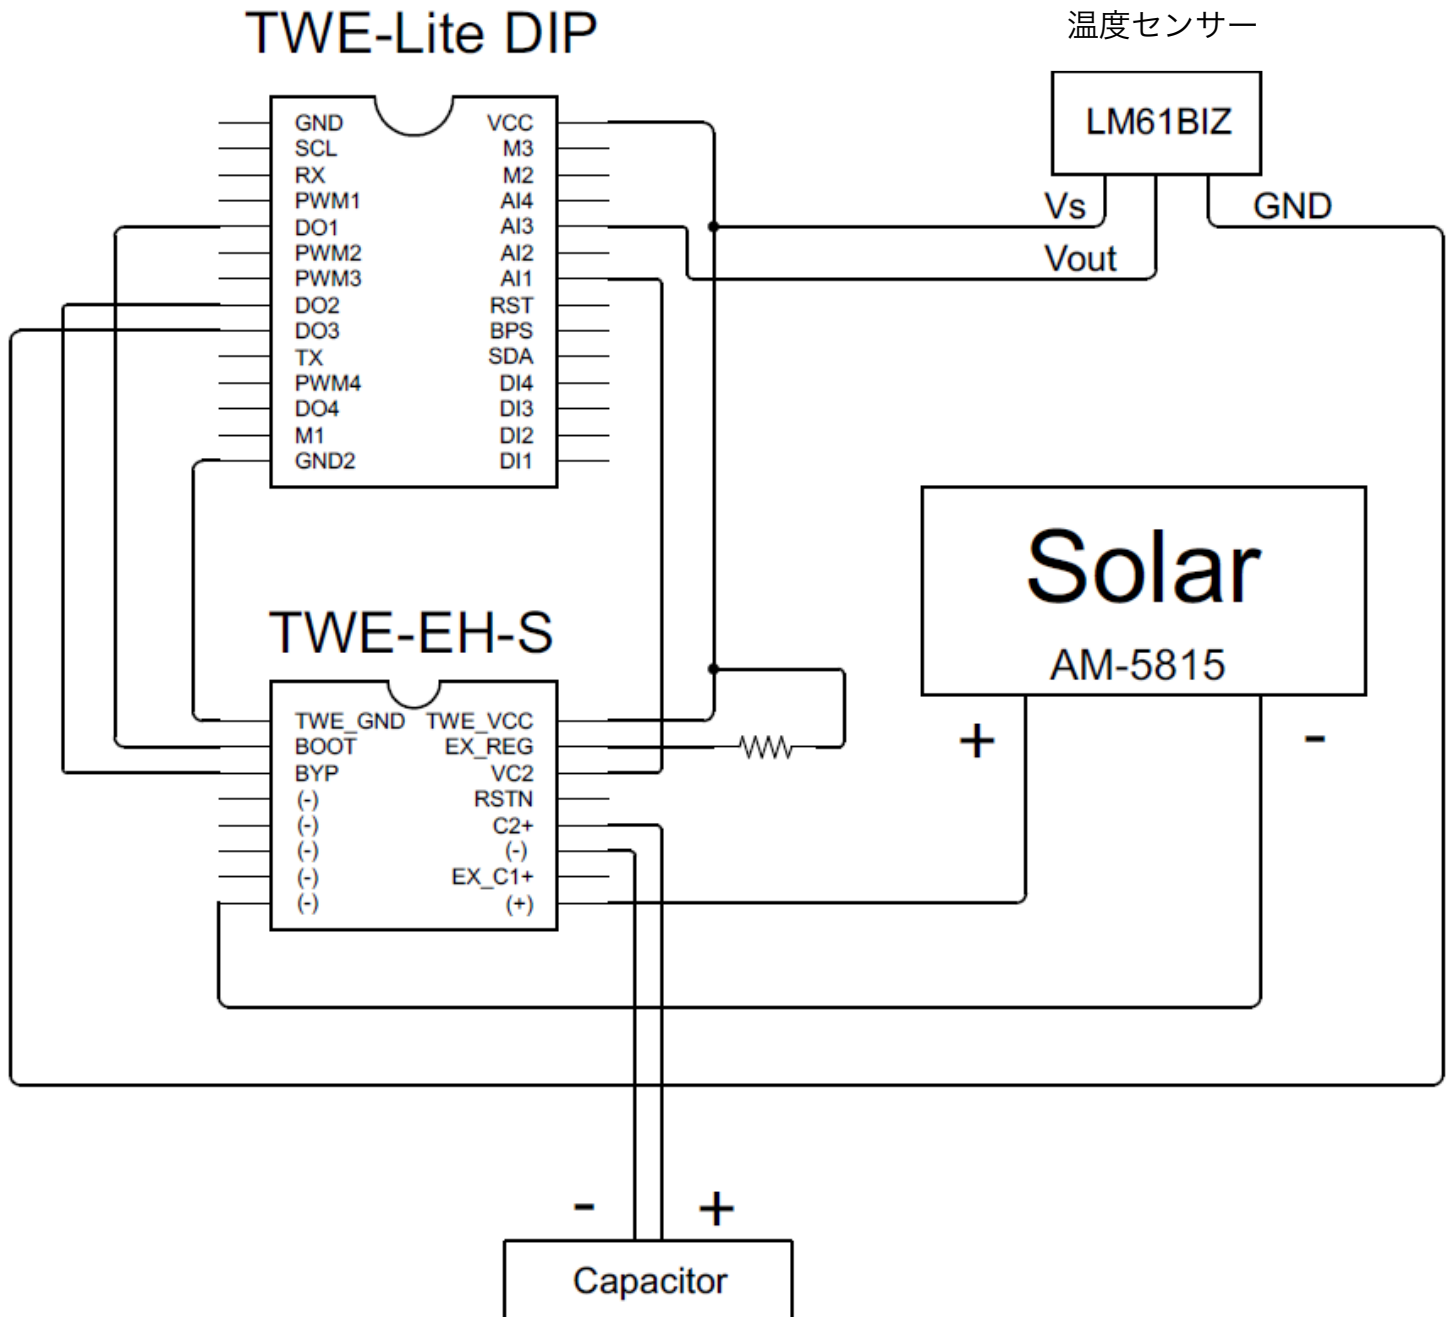 TWE-Lite DIP
温度センサー
GND
SCL
RX
PWM1
DO1
PWM2
PWM3
DO2
DO3
TX
PWM4
DO4
M1
GND2
VCC
M3
M2
AI4
AI3
AI2
AI1
RST
BPS
SDA
DI4
DI3
DI2
DI1
LM61BIZ
Vs
GND
Vout
Solar
AM-5815
+
-
TWE-EH-S
TWE_GND
BOOT
BYP
(-)
(-)
(-)
(-)
(-)
TWE_VCC
EX_REG
VC2
RSTN
C2+
(-)
EX_C1+
(+)
- +
Capacitor